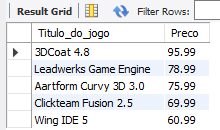 Result Grid Filter Rows:
Titulo_do_jogo Preco
3DCoat 4.8 95.99
Leadwerks Game Engine 78.99
Aartform Curvy 3D 3.0 75.99
Clickteam Fusion 2.5 69.99
Wing IDE 5 60.99